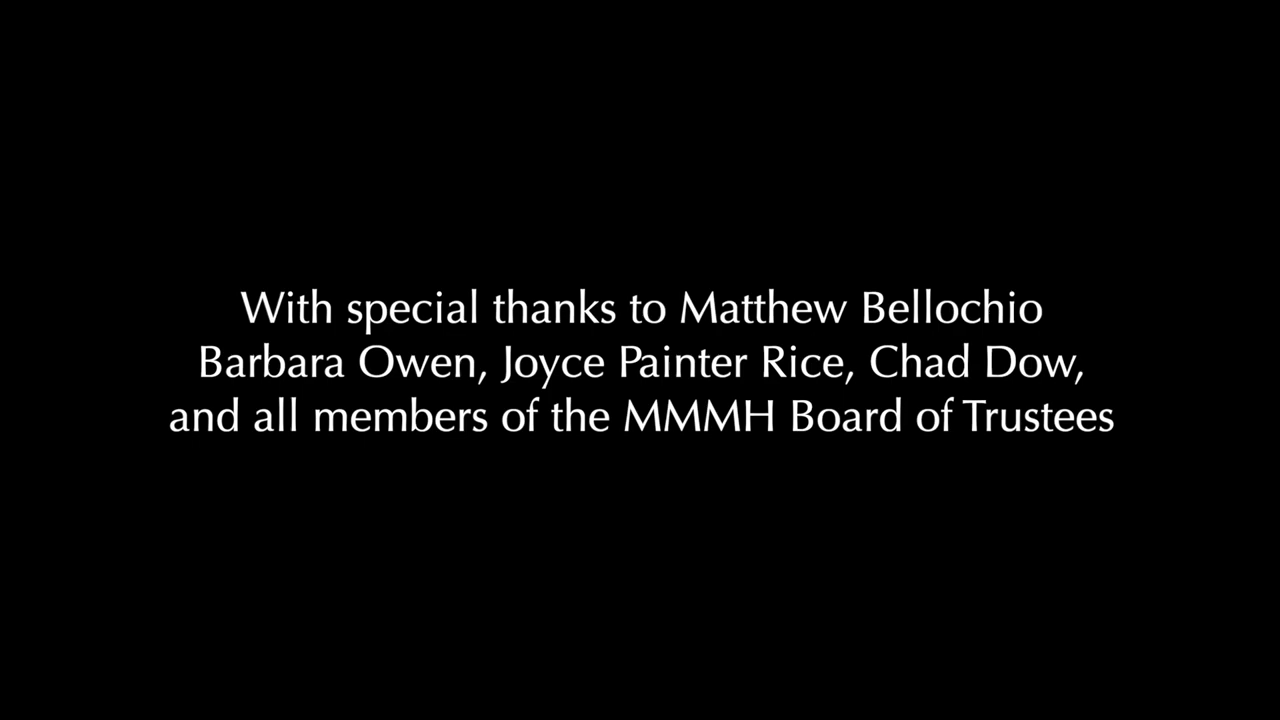 With special thanks to Matthew Bellochio
Barbara Owen, Joyce Painter Rice, Chad Dow,
and all members of the MMMH Board of Trustees